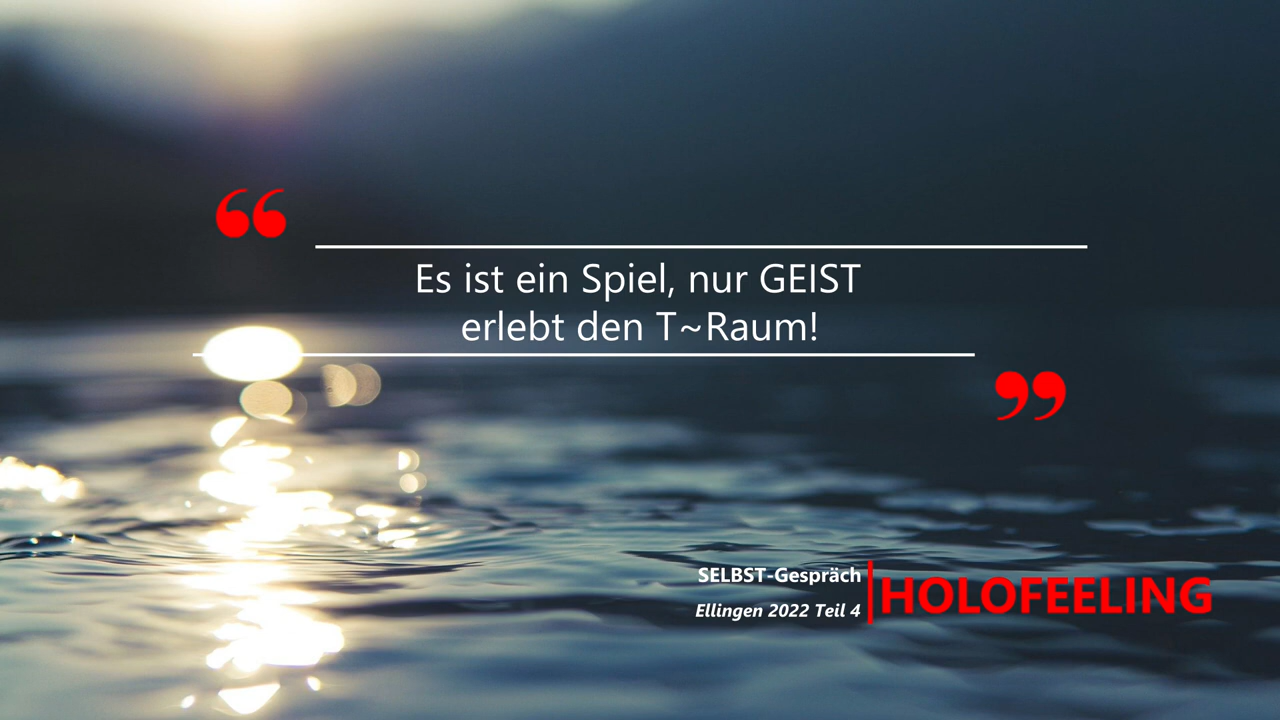 “
Es ist ein Spiel, nur GEIST
erlebt den T~Raum!
”
SELBST-Gespräch
Ellingen 2022 Teil 4
HOLOFEELING